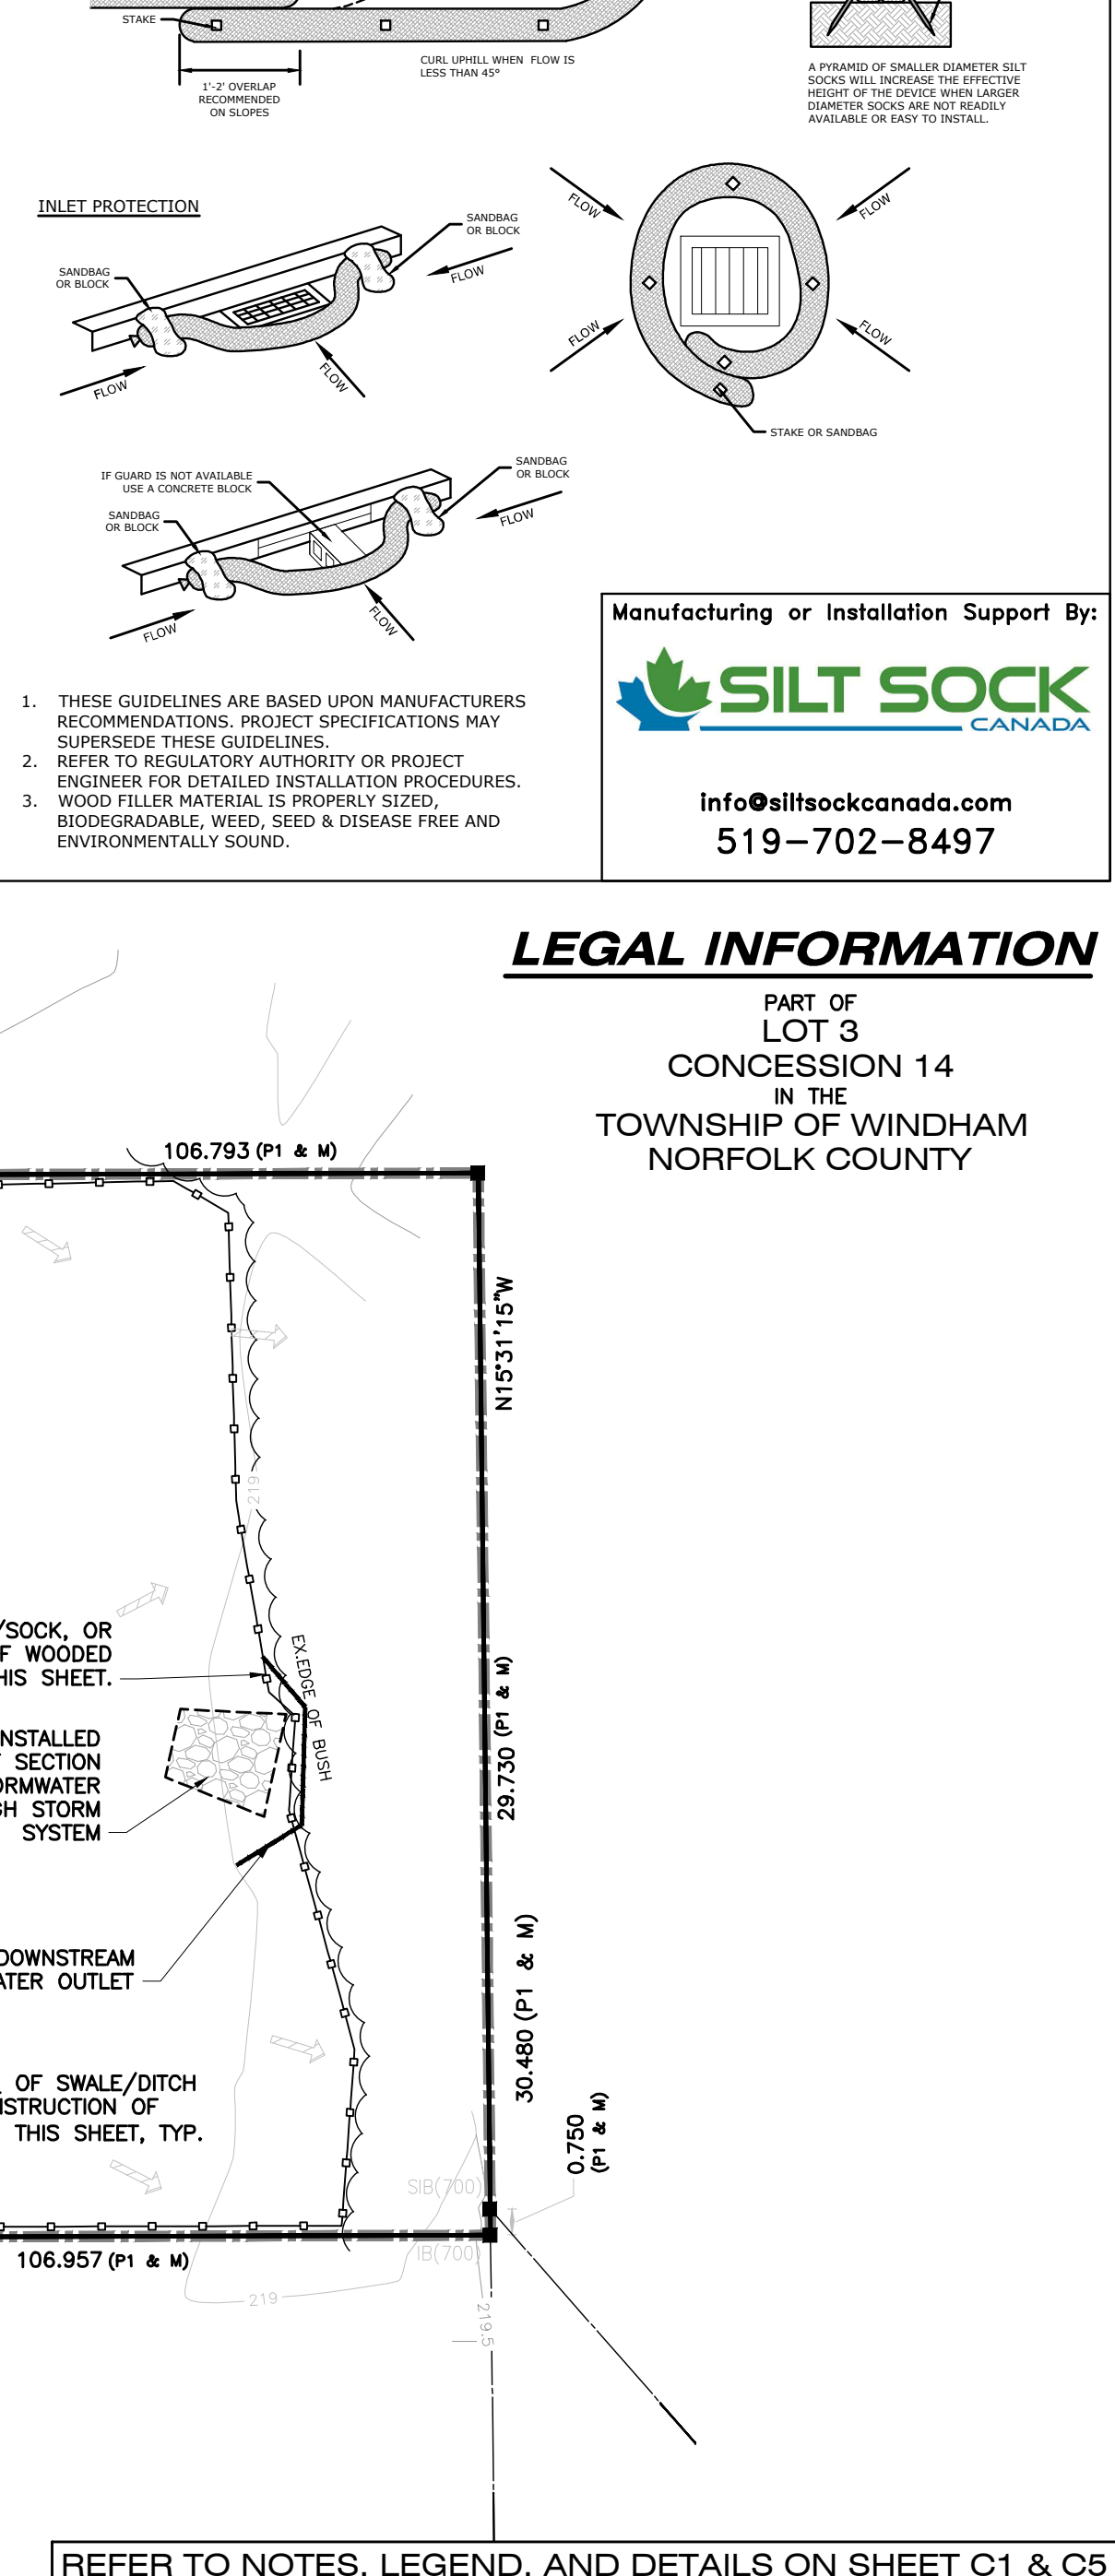 STAKE
1'-2' OVERLAP
RECOMMENDED
ON SLOPES
CURL UPHILL WHEN FLOW IS
LESS THAN 45°
A PYRAMID OF SMALLER DIAMETER SILT
SOCKS WILL INCREASE THE EFFECTIVE
HEIGHT OF THE DEVICE WHEN LARGER
DIAMETER SOCKS ARE NOT READILY
AVAILABLE OR EASY TO INSTALL.
INLET PROTECTION
SANDBAG
OR BLOCK
SANDBAG
OR BLOCK
FLOW
FLOW
FLOW
FLOW
FLOW
FLOW
FLOW
STAKE OR SANDBAG
IF GUARD IS NOT AVAILABLE
USE A CONCRETE BLOCK
SANDBAG
OR BLOCK
SANDBAG
OR BLOCK
FLOW
FLOW
FLOW
1. THESE GUIDELINES ARE BASED UPON MANUFACTURERS
RECOMMENDATIONS. PROJECT SPECIFICATIONS MAY
SUPERSEDE THESE GUIDELINES.
2. REFER TO REGULATORY AUTHORITY OR PROJECT
ENGINEER FOR DETAILED INSTALLATION PROCEDURES.
3. WOOD FILLER MATERIAL IS PROPERLY SIZED,
BIODEGRADABLE, WEED, SEED & DISEASE FREE AND
ENVIRONMENTALLY SOUND.
Manufacturing or Installation Support By:
SILT SOCK
CANADA
info@siltsockcanada.com
519-702-8497
LEGAL INFORMATION
PART OF
LOT 3
CONCESSION 14
IN THE
TOWNSHIP OF WINDHAM
NORFOLK COUNTY
106.793 (P1 & M)
N15°31'15"W
219
/SOCK, OR
F WOODED
HIS SHEET.
EX.EDGE OF BUSH
29.730 (P1 & M)
NSTALLED
SECTION
ORMWATER
GH STORM
SYSTEM
30.480 (P1 & M)
DOWNSTREAM
ATER OUTLET
OF SWALE/DITCH
NSTRUCTION OF
THIS SHEET, TYP.
0.750
(P1 & M)
SIB(700)
IB(700)
106.957 (P1 & M)
219
219.5
REFER TO NOTES, LEGEND, AND DETAILS ON SHEET C1 & C5